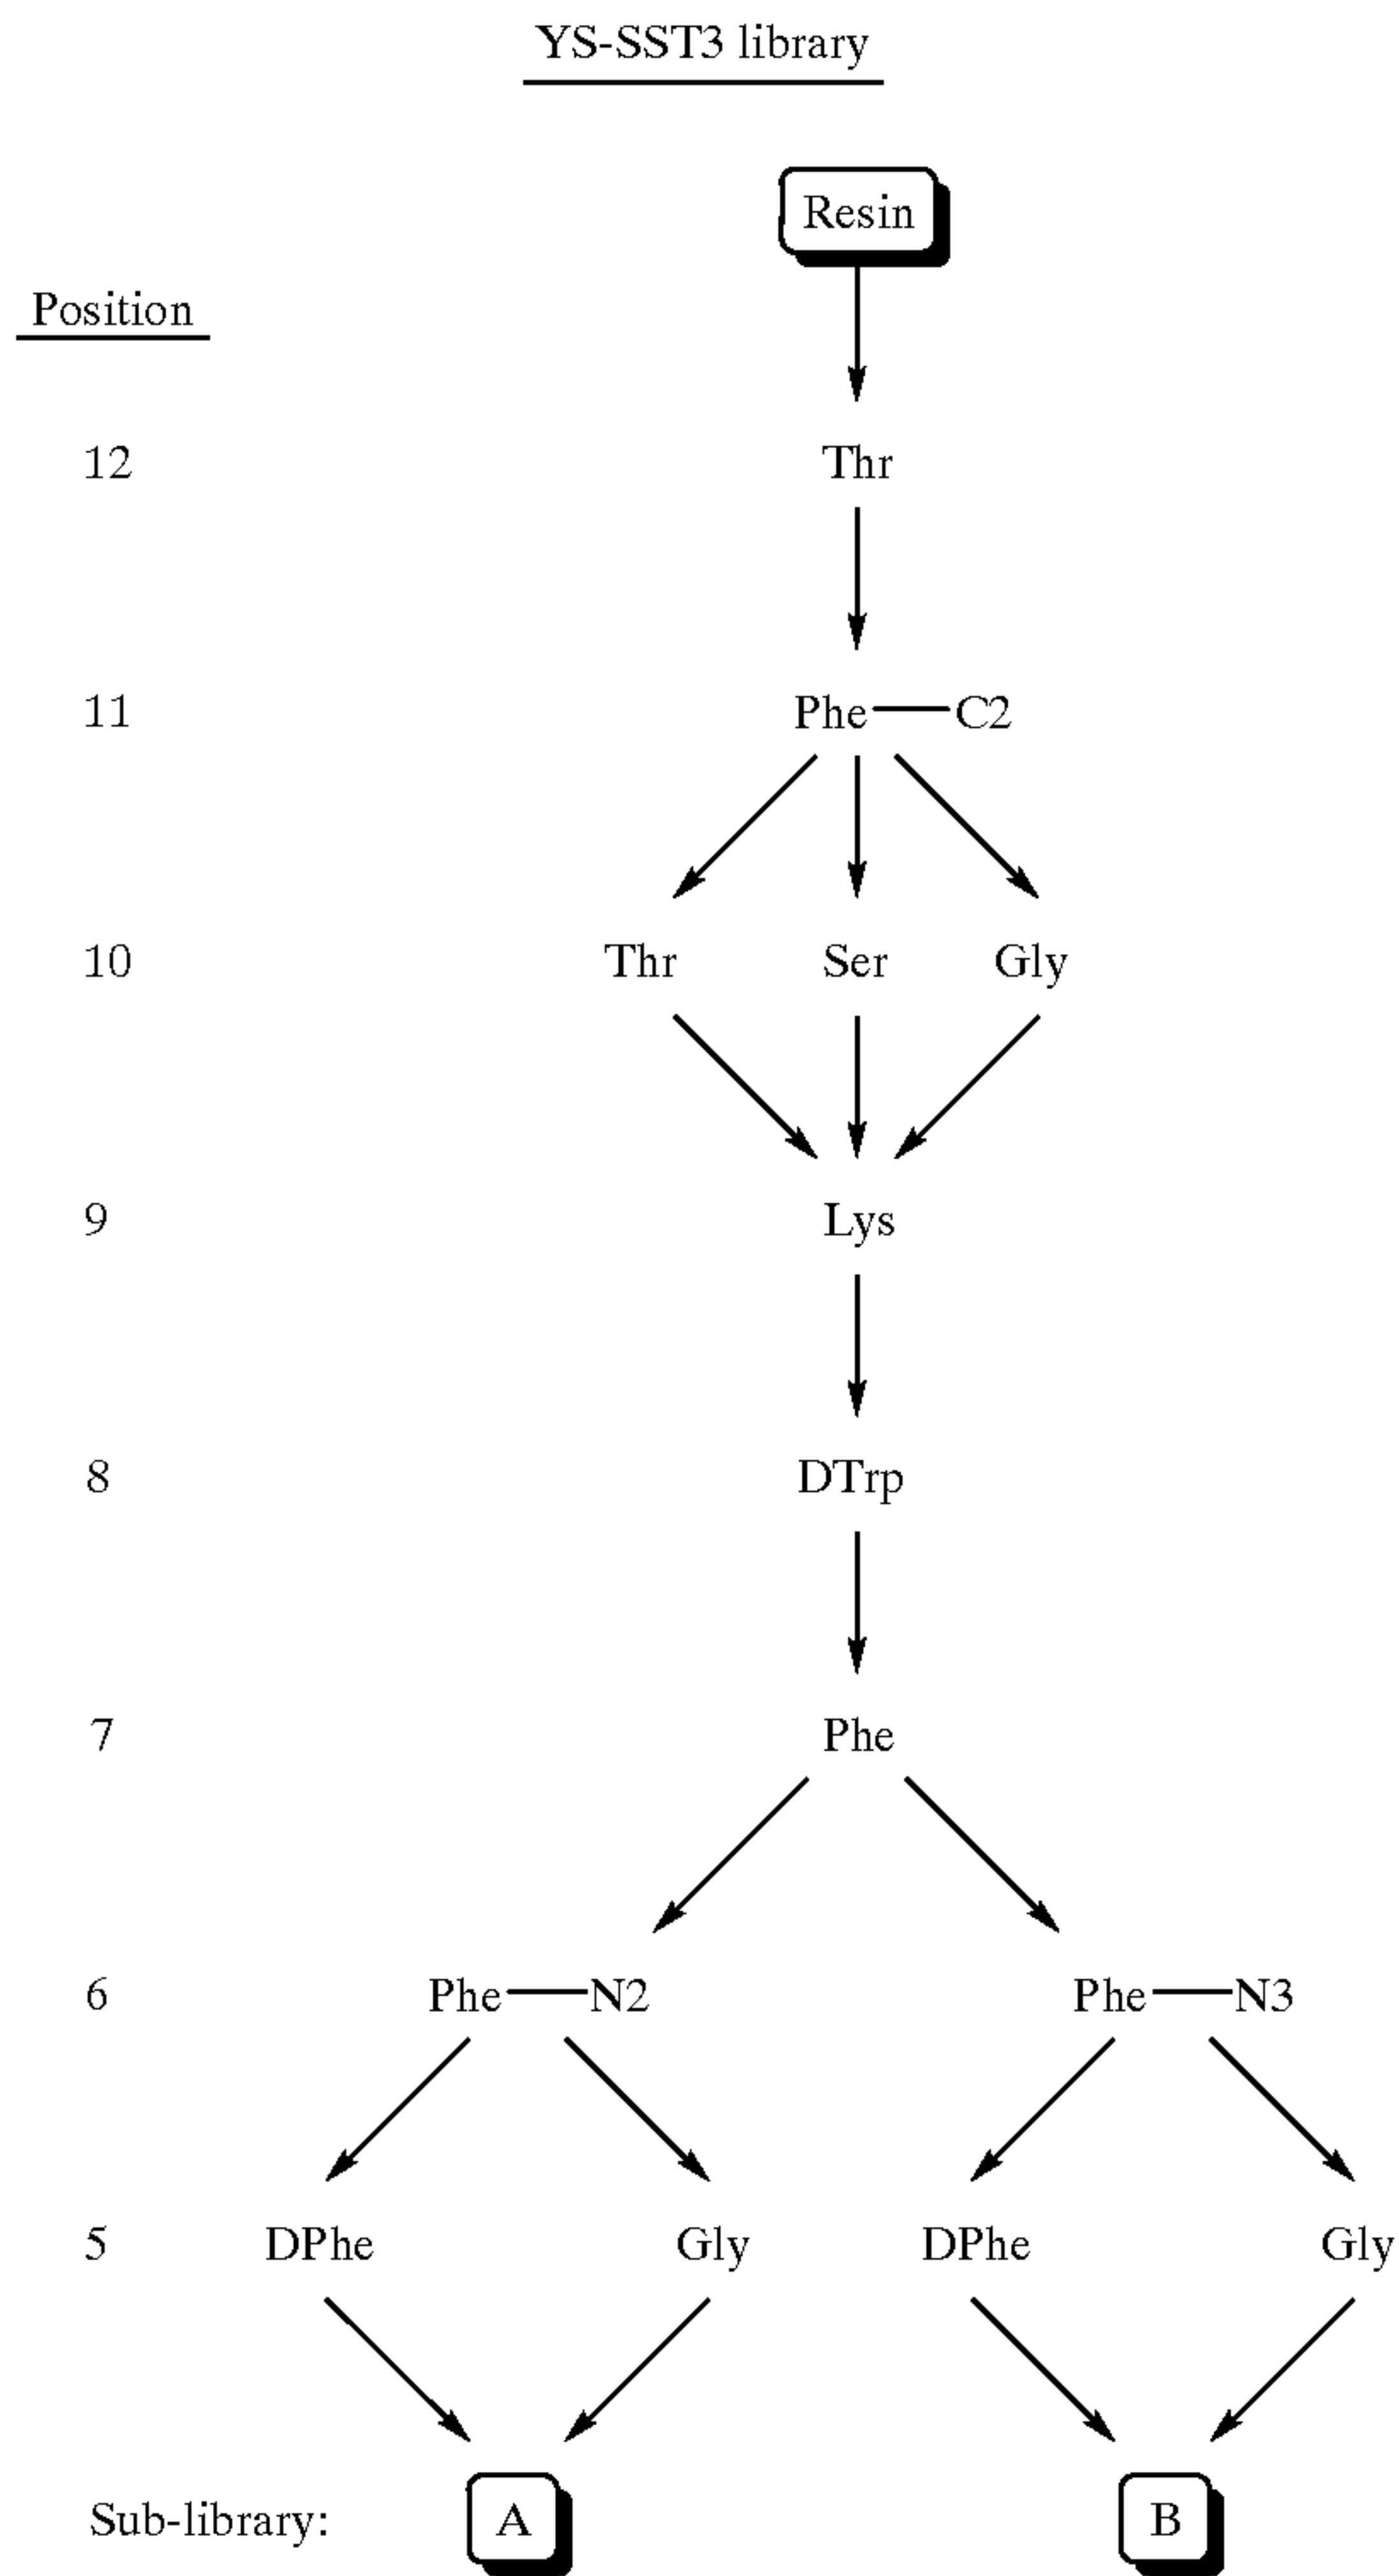 YS-SST3 library
Resin
Position
12 Thr
11 Phe—C2
10 Thr Ser Gly
9 Lys
8 DTrp
7 Phe
6 Phe—N2 Phe—N3
5 DPhe Gly DPhe Gly
Sub-library: A B